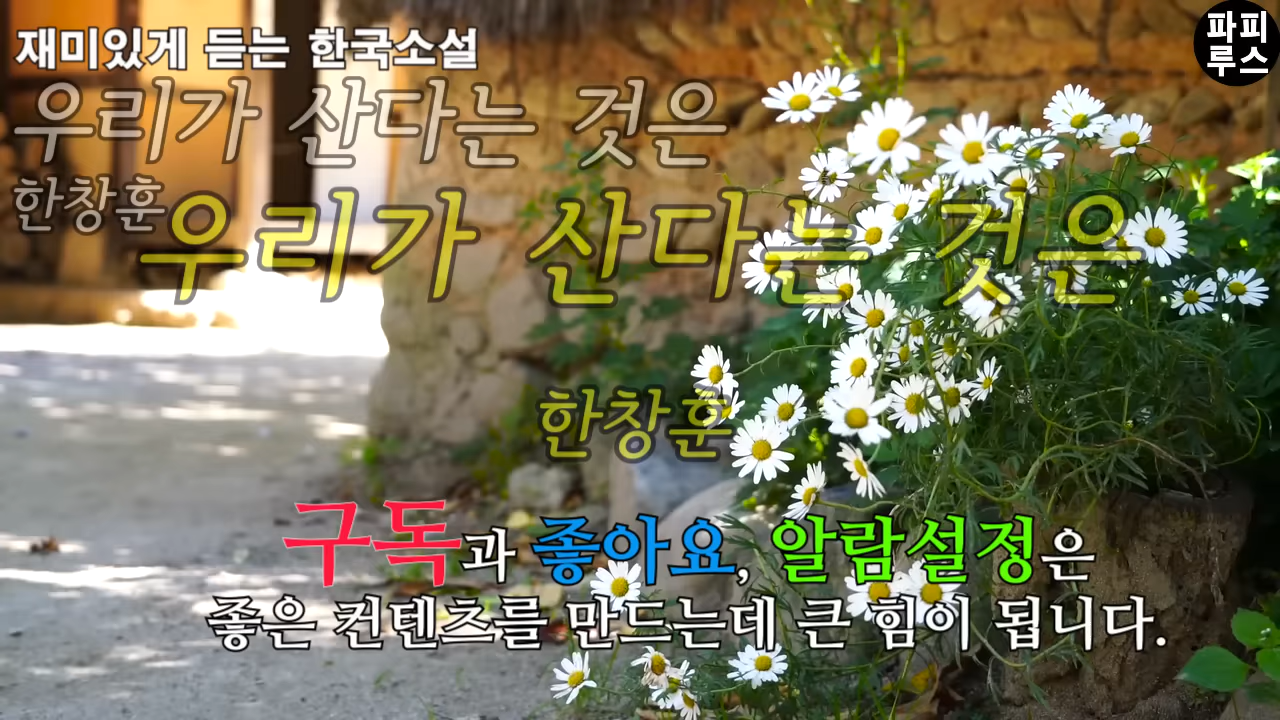 재미있게 듣는 한국소설
파피
루스
우리가 산다는 것은
한창훈
우리가 산다는 것은
한창훈
구독과 좋아요, 알람설정은
좋은 컨텐츠를 만드는데 큰 힘이 됩니다.